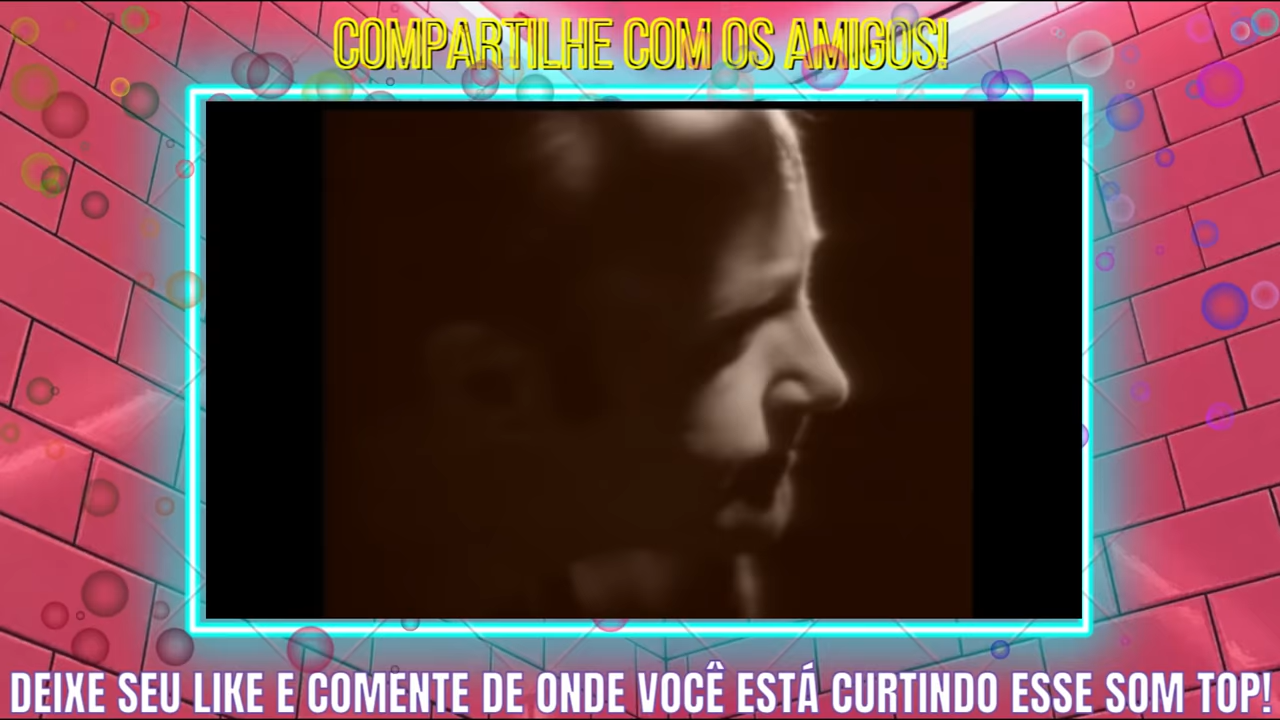 COMPARTILHE COM OS AMIGOS!
DEIXE SEU LIKE E COMENTE DE ONDE VOCÊ ESTÁ CURTINDO ESSE SOM TOP!